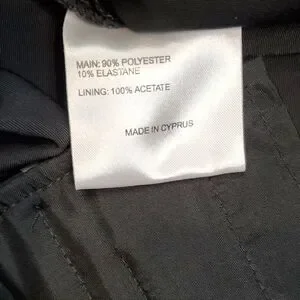 MAIN: 90% POLYESTER
10% ELASTANE
LINING: 100% ACETATE
MADE IN CYPRUS